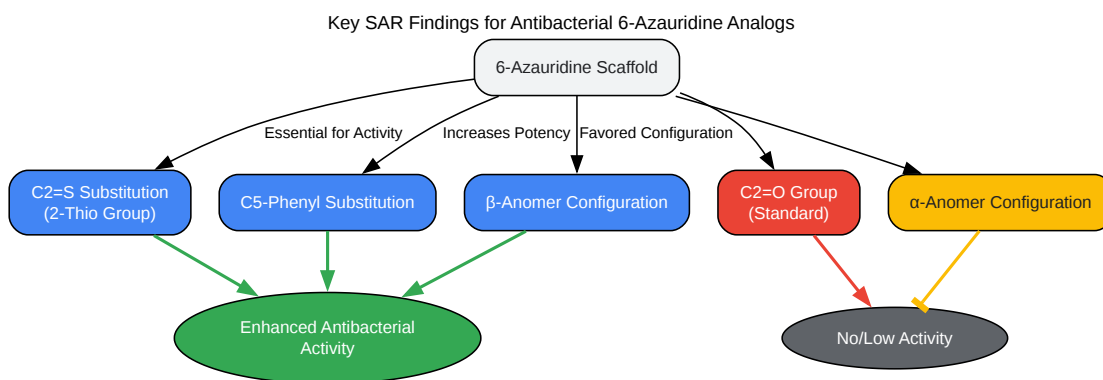 Key SAR Findings for Antibacterial 6-Azauridine Analogs
6-Azauridine Scaffold
Essential for Activity
Increases Potency
Favored Configuration
C2=S Substitution
(2-Thio Group)
C5-Phenyl Substitution
β-Anomer Configuration
C2=O Group
(Standard)
α-Anomer Configuration
Enhanced Antibacterial
Activity
No/Low Activity